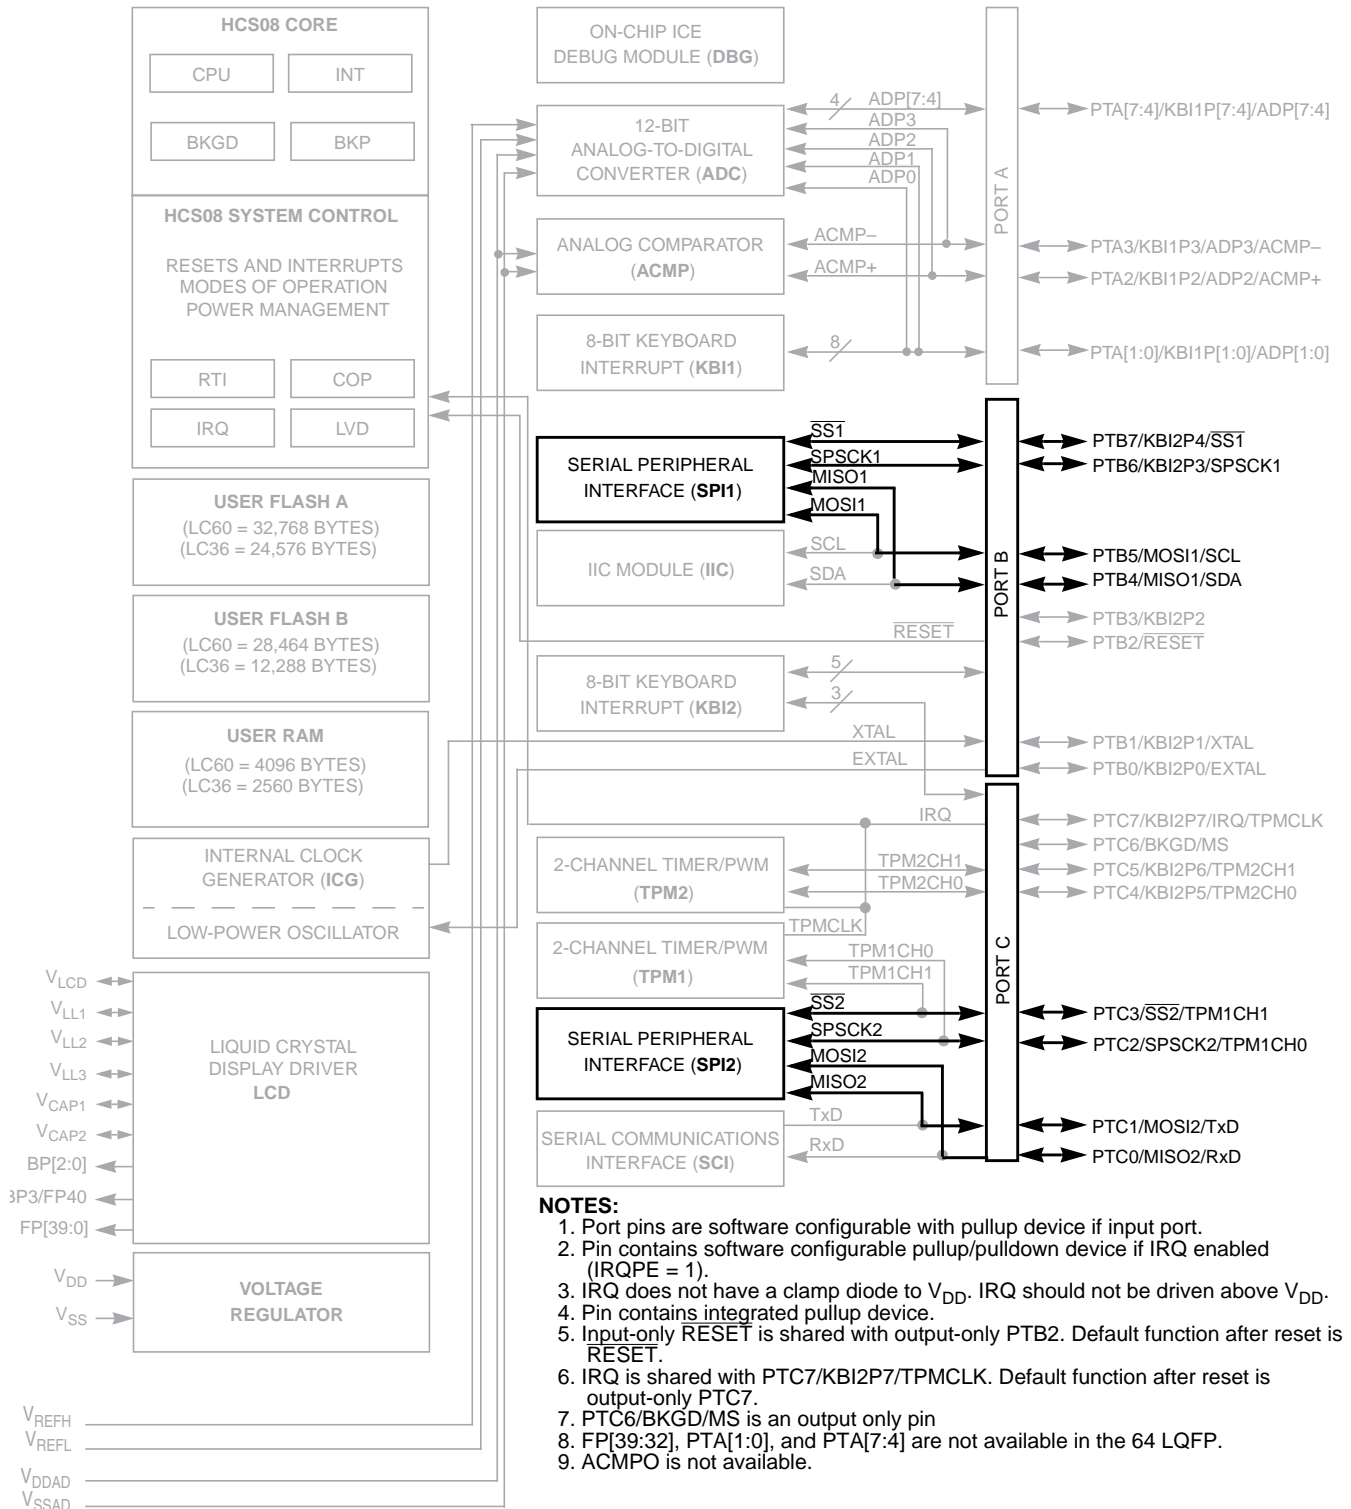 HCS08 CORE
CPU
INT
BKGD
BKP
HCS08 SYSTEM CONTROL
RESETS AND INTERRUPTS
MODES OF OPERATION
POWER MANAGEMENT
RTI
COP
IRQ
LVD
USER FLASH A
(LC60 = 32,768 BYTES)
(LC36 = 24,576 BYTES)
USER FLASH B
(LC60 = 28,464 BYTES)
(LC36 = 12,288 BYTES)
USER RAM
(LC60 = 4096 BYTES)
(LC36 = 2560 BYTES)
INTERNAL CLOCK
GENERATOR (ICG)
LOW-POWER OSCILLATOR
VLCD
VLL1
VLL2
VLL3
VCAP1
VCAP2
BP[2:0]
BP3/FP40
FP[39:0]
LIQUID CRYSTAL
DISPLAY DRIVER
LCD
VDD
VSS
VOLTAGE
REGULATOR
VREFH
VREFL
VDDAD
VSSAD
ON-CHIP ICE
DEBUG MODULE (DBG)
12-BIT
ANALOG-TO-DIGITAL
CONVERTER (ADC)
4
ADP[7:4]
ADP3
ADP2
ADP1
ADP0
ANALOG COMPARATOR
(ACMP)
ACMP–
ACMP+
8-BIT KEYBOARD
INTERRUPT (KBI1)
8
PORT A
PTA[7:4]/KBI1P[7:4]/ADP[7:4]
PTA3/KBI1P3/ADP3/ACMP–
PTA2/KBI1P2/ADP2/ACMP+
PTA[1:0]/KBI1P[1:0]/ADP[1:0]
SERIAL PERIPHERAL
INTERFACE (SPI1)
SS1
SPSCK1
MISO1
MOSI1
IIC MODULE (IIC)
SCL
SDA
RESET
8-BIT KEYBOARD
INTERRUPT (KBI2)
5
3
XTAL
EXTAL
PORT B
PTB7/KBI2P4/SS1
PTB6/KBI2P3/SPSCK1
PTB5/MOSI1/SCL
PTB4/MISO1/SDA
PTB3/KBI2P2
PTB2/RESET
PTB1/KBI2P1/XTAL
PTB0/KBI2P0/EXTAL
IRQ
2-CHANNEL TIMER/PWM
(TPM2)
TPM2CH1
TPM2CH0
TPMCLK
2-CHANNEL TIMER/PWM
(TPM1)
TPM1CH0
TPM1CH1
SERIAL PERIPHERAL
INTERFACE (SPI2)
SS2
SPSCK2
MOSI2
MISO2
SERIAL COMMUNICATIONS
INTERFACE (SCI)
TxD
RxD
PORT C
PTC7/KBI2P7/IRQ/TPMCLK
PTC6/BKGD/MS
PTC5/KBI2P6/TPM2CH1
PTC4/KBI2P5/TPM2CH0
PTC3/SS2/TPM1CH1
PTC2/SPSCK2/TPM1CH0
PTC1/MOSI2/TxD
PTC0/MISO2/RxD
NOTES:
1. Port pins are software configurable with pullup device if input port.
2. Pin contains software configurable pullup/pulldown device if IRQ enabled
(IRQPE = 1).
3. IRQ does not have a clamp diode to VDD. IRQ should not be driven above VDD.
4. Pin contains integrated pullup device.
5. Input-only RESET is shared with output-only PTB2. Default function after reset is
RESET.
6. IRQ is shared with PTC7/KBI2P7/TPMCLK. Default function after reset is
output-only PTC7.
7. PTC6/BKGD/MS is an output only pin
8. FP[39:32], PTA[1:0], and PTA[7:4] are not available in the 64 LQFP.
9. ACMPO is not available.